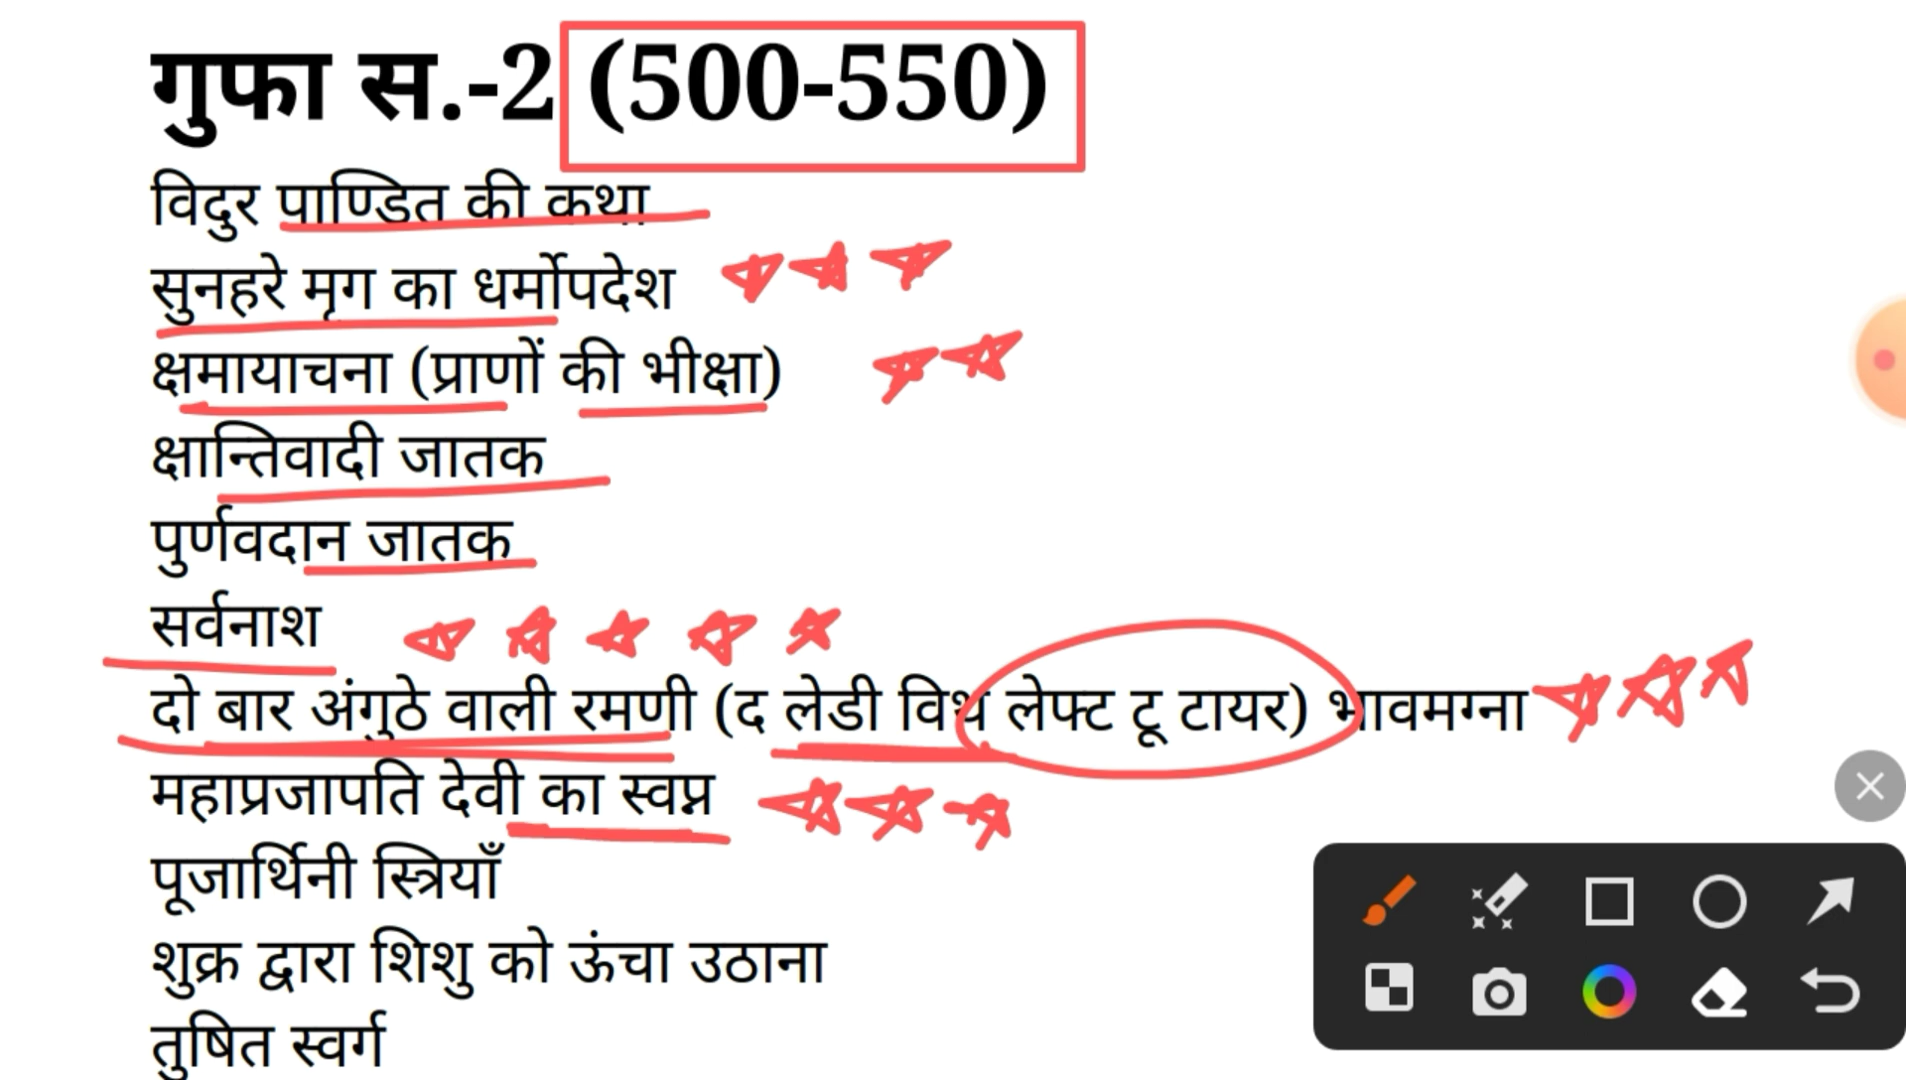 गुफा स.-2 (500-550)
विदुर पाण्डित की कथा
सुनहरे मृग का धर्मोपदेश
क्षमायाचना (प्राणों की भीक्षा)
क्षान्तिवादी जातक
पुर्णवदान जातक
सर्वनाश
दो बार अंगुठे वाली रमणी (द लेडी विथ लेफ्ट टू टायर) भावमग्ना
महाप्रजापति देवी का स्वप्न
पूजार्थिनी स्त्रियाँ
शुक्र द्वारा शिशु को ऊंचा उठाना
तुषित स्वर्ग